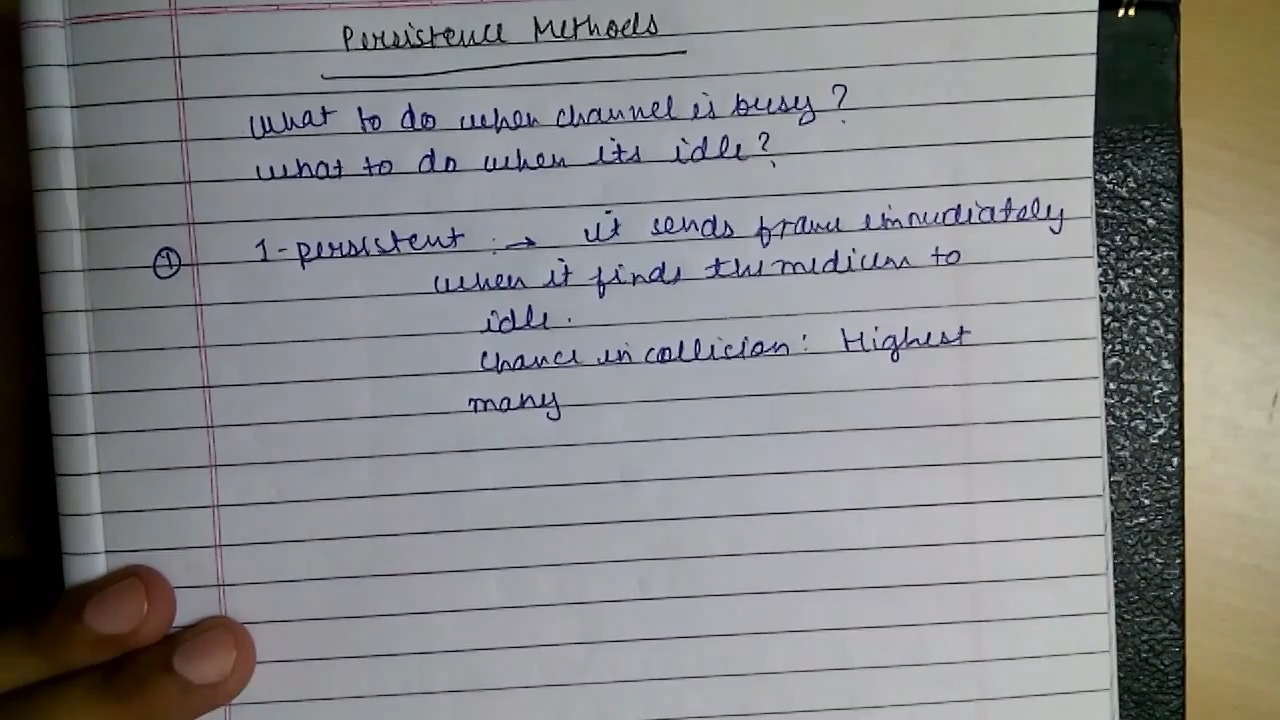 Persistence Methods
What to do when channel is busy?
What to do when its idle?
① 1-persistent :→ it sends frame immediately
when it finds the medium to
idle.
Chance in collision: Highest
many